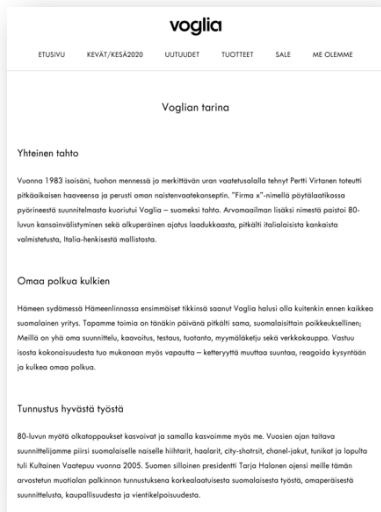 voglia
ETUSIVU KEVÄT/KESÄ2020 UUTUUDET TUOTTEET SALE ME OLEMME
Voglian tarina
Yhteinen tahto
Vuonna 1983 isoisäni, tuohon mennessä jo merkittävän uran vaatetusalalla tehnyt Pertti Virtanen toteutti
pitkäaikaisen haaveensa ja perusti oman naistenvaatekonseptin. "Firma x"-nimellä pöytälaatikossa
pyörineestä suunnitelmasta kuoriutui Voglia – suomeksi tahto. Arvomaailman lisäksi nimestä paistoi 80-
luvun kansainvälistyminen sekä alkuperäinen ajatus laadukkaasta, pitkälti italialaisista kankaista
valmistetusta, Italia-henkisestä mallistosta.
Omaa polkua kulkien
Hämeen sydämessä Hämeenlinnassa ensimmäiset tikkinsä saanut Voglia halusi olla kuitenkin ennen kaikkea
suomalainen yritys. Tapamme toimia on tänäkin päivänä pitkälti sama, suomalaisittain poikkeuksellinen;
Meillä on yhä oma suunnittelu, kaavoitus, testaus, tuotanto, myymäläketju sekä verkkokauppa. Vastuu
isosta kokonaisuudesta tuo mukanaan myös vapautta – ketteryyttä muuttaa suuntaa, reagoida kysyntään
ja kulkea omaa polkua.
Tunnustus hyvästä työstä
80-luvun myötä olkatoppaukset kasvoivat ja samalla kasvoimme myös me. Vuosien ajan taitava
suunnittelijamme piirsi suomalaiselle naiselle hiihtarit, haalarit, city-shotrsit, chanel-jakut, tunikat ja lopulta
tuli Kultainen Vaatepuu vuonna 2005. Suomen silloinen presidentti Tarja Halonen ojensi meille tämän
arvostetun muotialan palkinnon tunnustuksena korkealaatuisesta suomalaisesta työstä, omaperäisestä
suunnittelusta, kaupallisuudesta ja vientikelpoisuudesta.